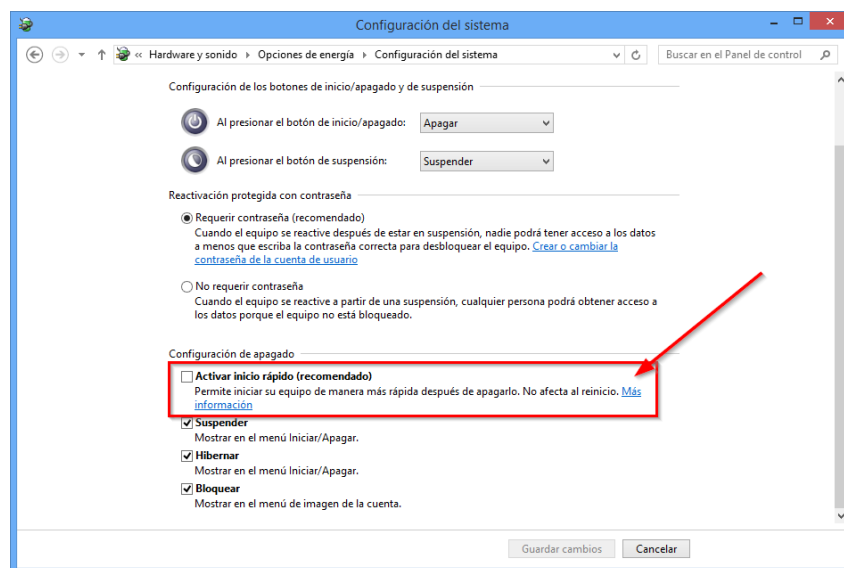 Configuración del sistema
« Hardware y sonido ▸ Opciones de energía ▸ Configuración del sistema
Buscar en el Panel de control
Configuración de los botones de inicio/apagado y de suspensión
Al presionar el botón de inicio/apagado: Apagar
Al presionar el botón de suspensión: Suspender
Reactivación protegida con contraseña
Requerir contraseña (recomendado)
Cuando el equipo se reactive después de estar en suspensión, nadie podrá tener acceso a los datos
a menos que escriba la contraseña correcta para desbloquear el equipo. Crear o cambiar la
contraseña de la cuenta de usuario
No requerir contraseña
Cuando el equipo se reactive a partir de una suspensión, cualquier persona podrá obtener acceso a
los datos porque el equipo no está bloqueado.
Configuración de apagado
Activar inicio rápido (recomendado)
Permite iniciar su equipo de manera más rápida después de apagarlo. No afecta al reinicio. Más
información
Suspender
Mostrar en el menú Iniciar/Apagar.
Hibernar
Mostrar en el menú Iniciar/Apagar.
Bloquear
Mostrar en el menú de imagen de la cuenta.
Guardar cambios Cancelar